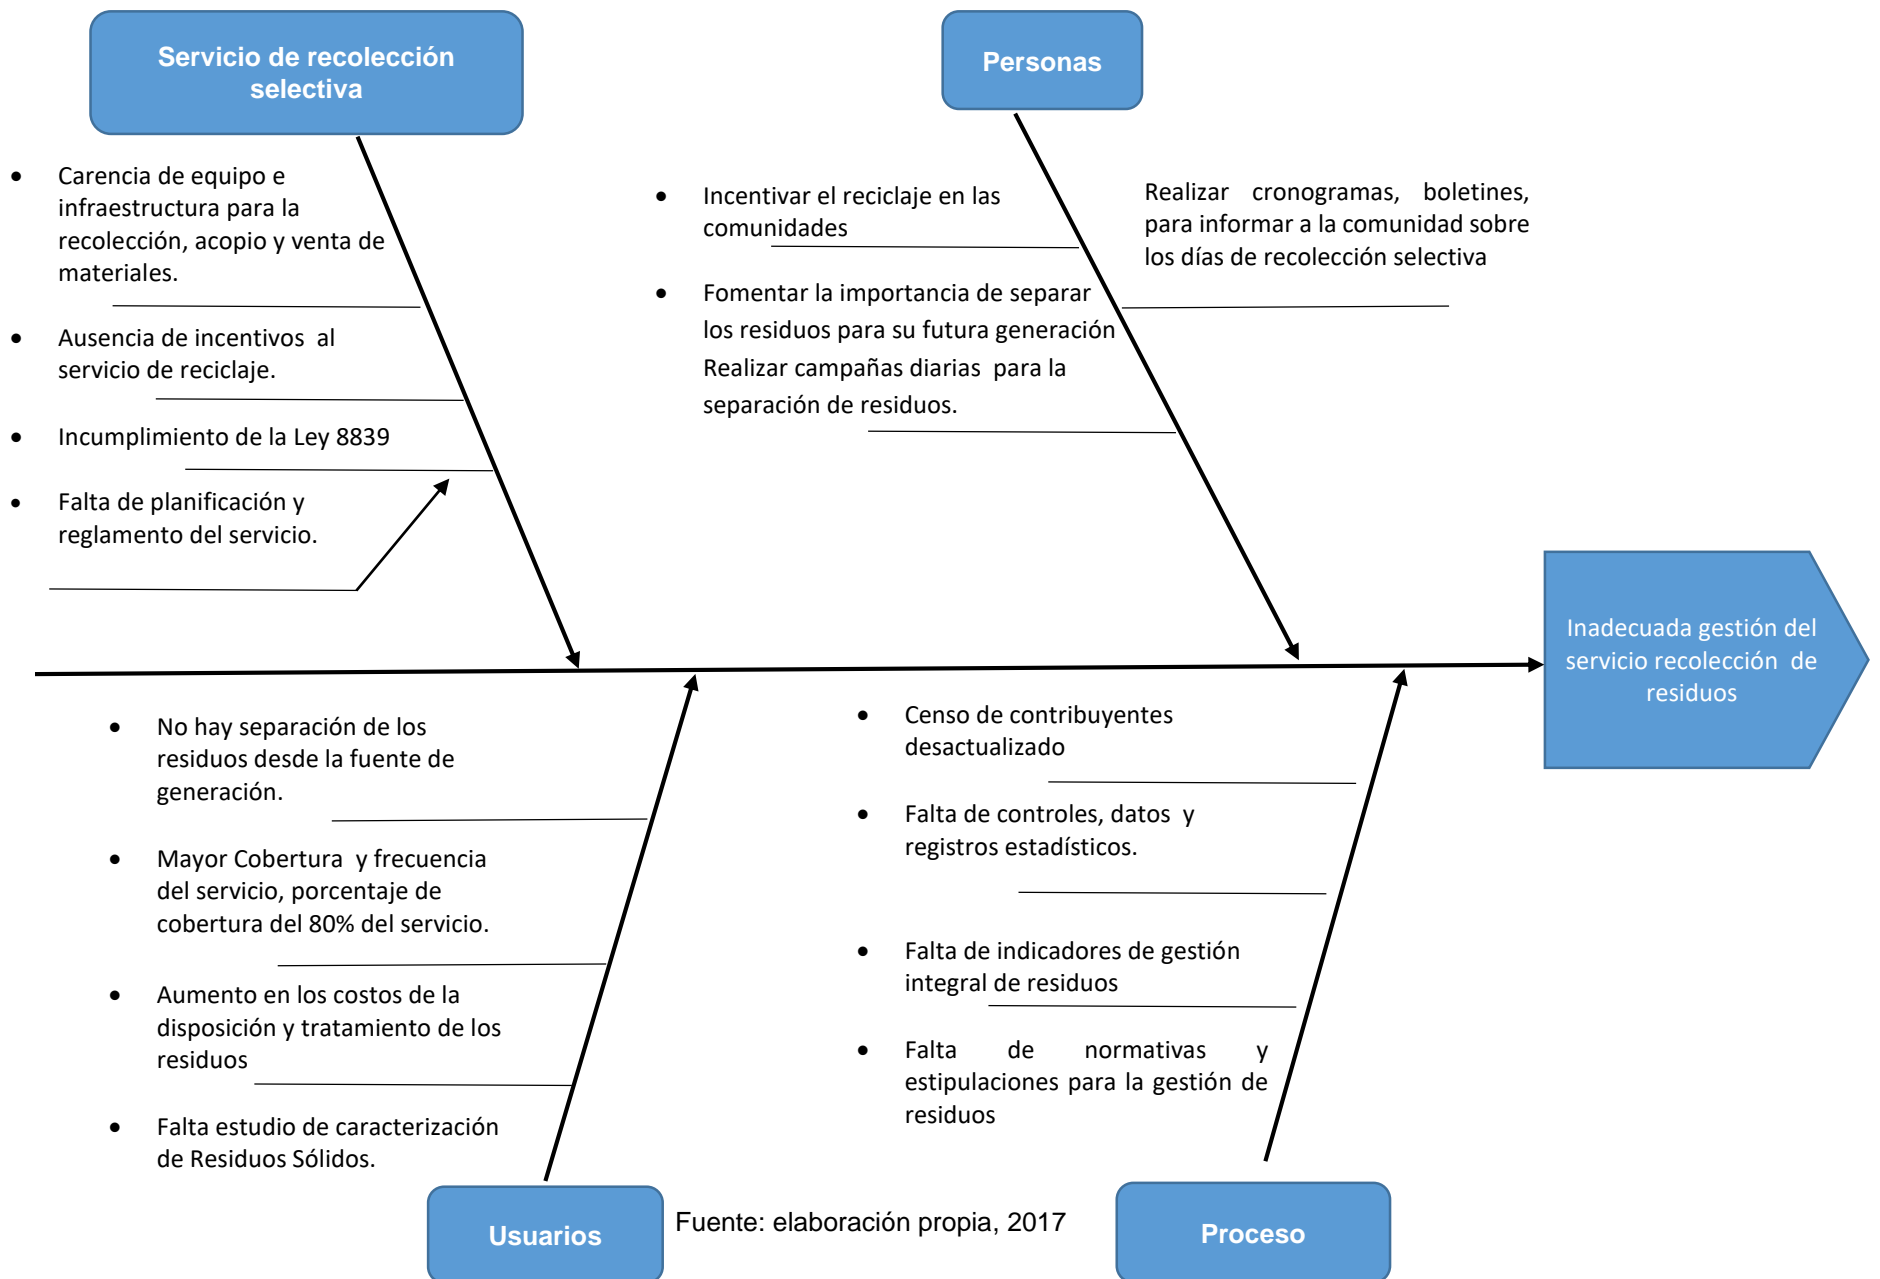 Servicio de recolección
selectiva
Personas
• Carencia de equipo e
infraestructura para la
recolección, acopio y venta de
materiales.
• Ausencia de incentivos al
servicio de reciclaje.
• Incumplimiento de la Ley 8839
• Falta de planificación y
reglamento del servicio.
• Incentivar el reciclaje en las
comunidades
• Fomentar la importancia de separar
los residuos para su futura generación
Realizar campañas diarias para la
separación de residuos.
Realizar cronogramas, boletines,
para informar a la comunidad sobre
los días de recolección selectiva
Inadecuada gestión del
servicio recolección de
residuos
• No hay separación de los
residuos desde la fuente de
generación.
• Mayor Cobertura y frecuencia
del servicio, porcentaje de
cobertura del 80% del servicio.
• Aumento en los costos de la
disposición y tratamiento de los
residuos
• Falta estudio de caracterización
de Residuos Sólidos.
• Censo de contribuyentes
desactualizado
• Falta de controles, datos y
registros estadísticos.
• Falta de indicadores de gestión
integral de residuos
• Falta de normativas y
estipulaciones para la gestión de
residuos
Usuarios
Fuente: elaboración propia, 2017
Proceso